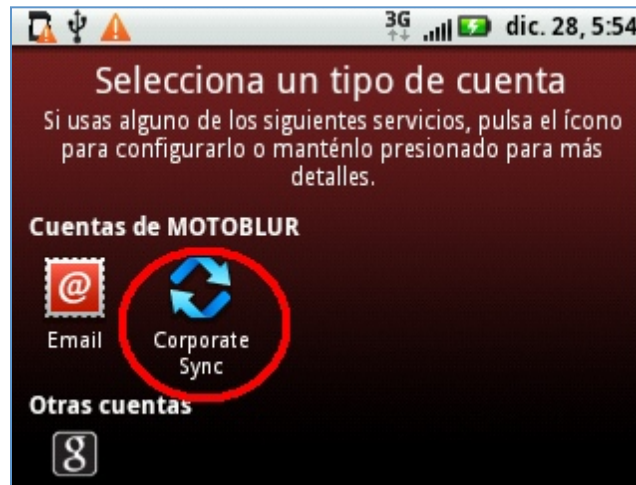 3G dic. 28, 5:54
Selecciona un tipo de cuenta
Si usas alguno de los siguientes servicios, pulsa el ícono
para configurarlo o manténlo presionado para más
detalles.
Cuentas de MOTOBLUR
@
Email
Corporate
Sync
Otras cuentas
g